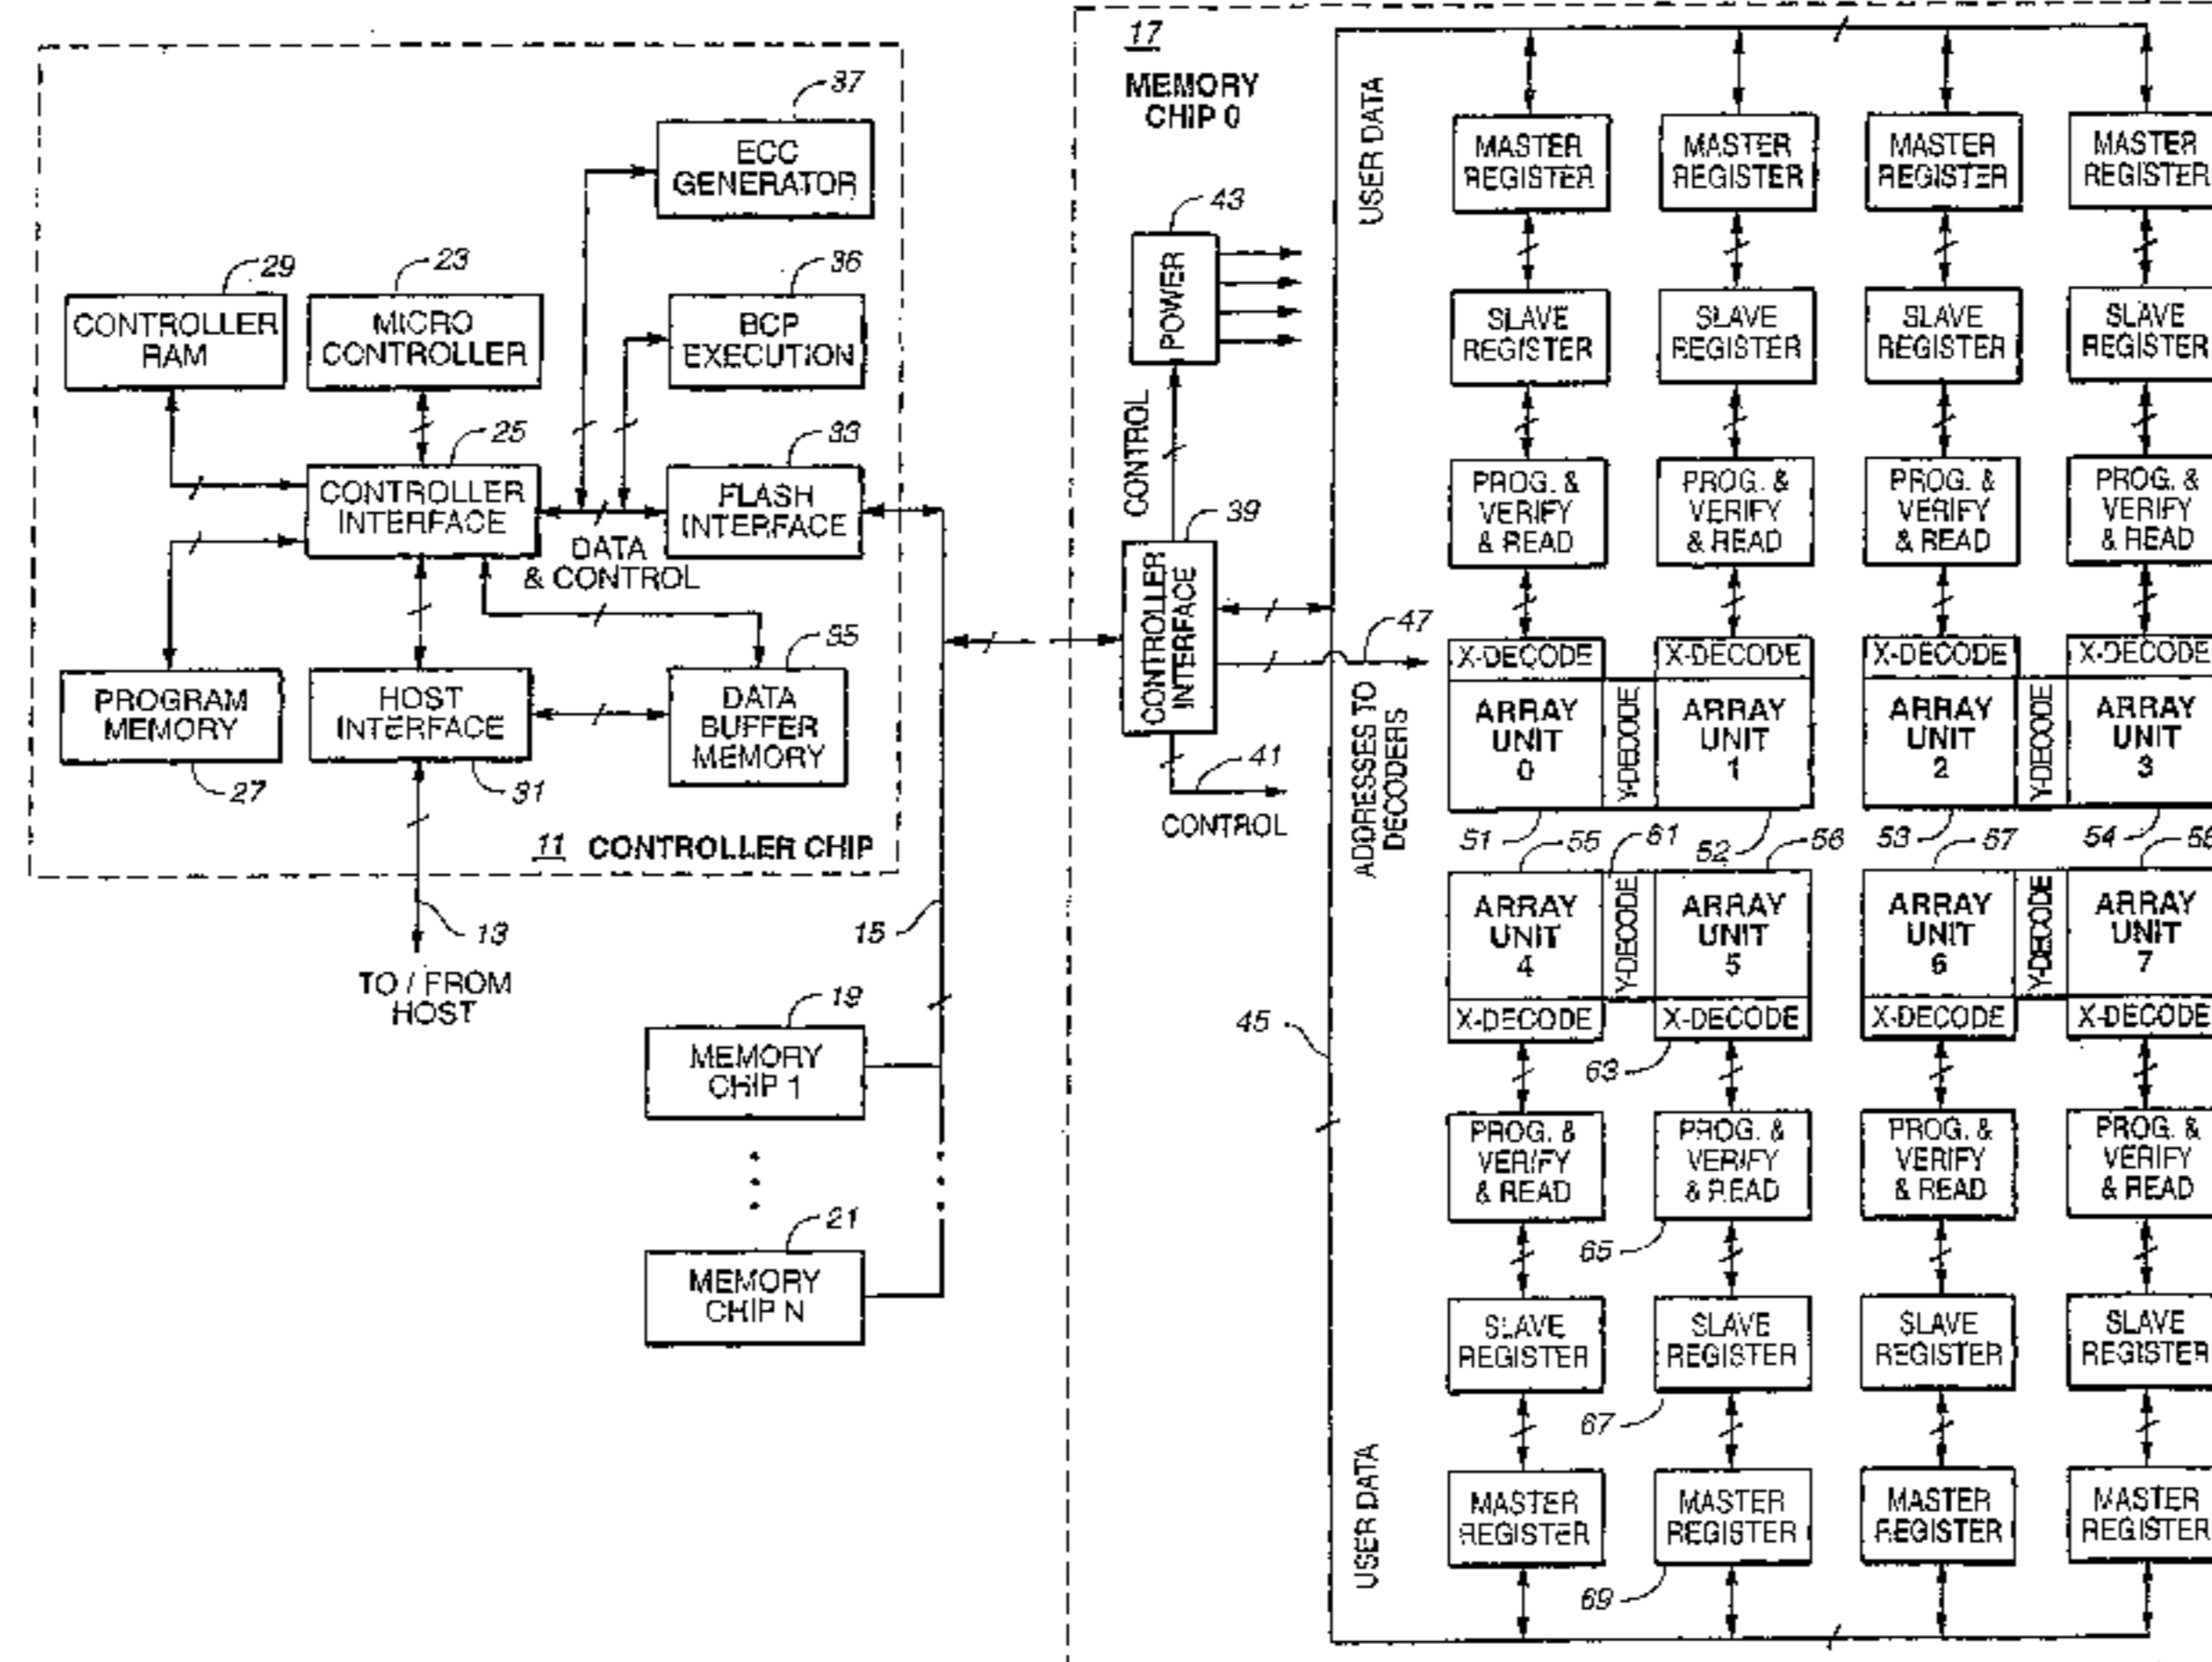 37
ECC
GENERATOR
29
23
36
CONTROLLER
RAM
MICRO
CONTROLLER
BCP
EXECUTION
25
33
CONTROLLER
INTERFACE
FLASH
INTERFACE
DATA
& CONTROL
35
PROGRAM
MEMORY
HOST
INTERFACE
DATA
BUFFER
MEMORY
27
31
11 CONTROLLER CHIP
13
TO / FROM
HOST
15
19
MEMORY
CHIP 1
21
MEMORY
CHIP N
17
MEMORY
CHIP 0
43
POWER
CONTROL
39
CONTROLLER
INTERFACE
47
41
CONTROL
45
USER DATA
ADDRESSES TO
DECODERS
USER DATA
MASTER
REGISTER
MASTER
REGISTER
MASTER
REGISTER
MASTER
REGISTER
SLAVE
REGISTER
SLAVE
REGISTER
SLAVE
REGISTER
SLAVE
REGISTER
PROG. &
VERIFY
& READ
PROG. &
VERIFY
& READ
PROG. &
VERIFY
& READ
PROG. &
VERIFY
& READ
X-DECODE
X-DECODE
X-DECODE
X-DECODE
ARRAY
UNIT
0
Y-DECODE
ARRAY
UNIT
1
ARRAY
UNIT
2
Y-DECODE
ARRAY
UNIT
3
51
55
61
52
56
53
57
54
ARRAY
UNIT
4
Y-DECODE
ARRAY
UNIT
5
ARRAY
UNIT
6
Y-DECODE
ARRAY
UNIT
7
X-DECODE
X-DECODE
X-DECODE
X-DECODE
63
PROG. &
VERIFY
& READ
PROG. &
VERIFY
& READ
PROG. &
VERIFY
& READ
PROG. &
VERIFY
& READ
65
SLAVE
REGISTER
SLAVE
REGISTER
SLAVE
REGISTER
SLAVE
REGISTER
67
MASTER
REGISTER
MASTER
REGISTER
MASTER
REGISTER
MASTER
REGISTER
69